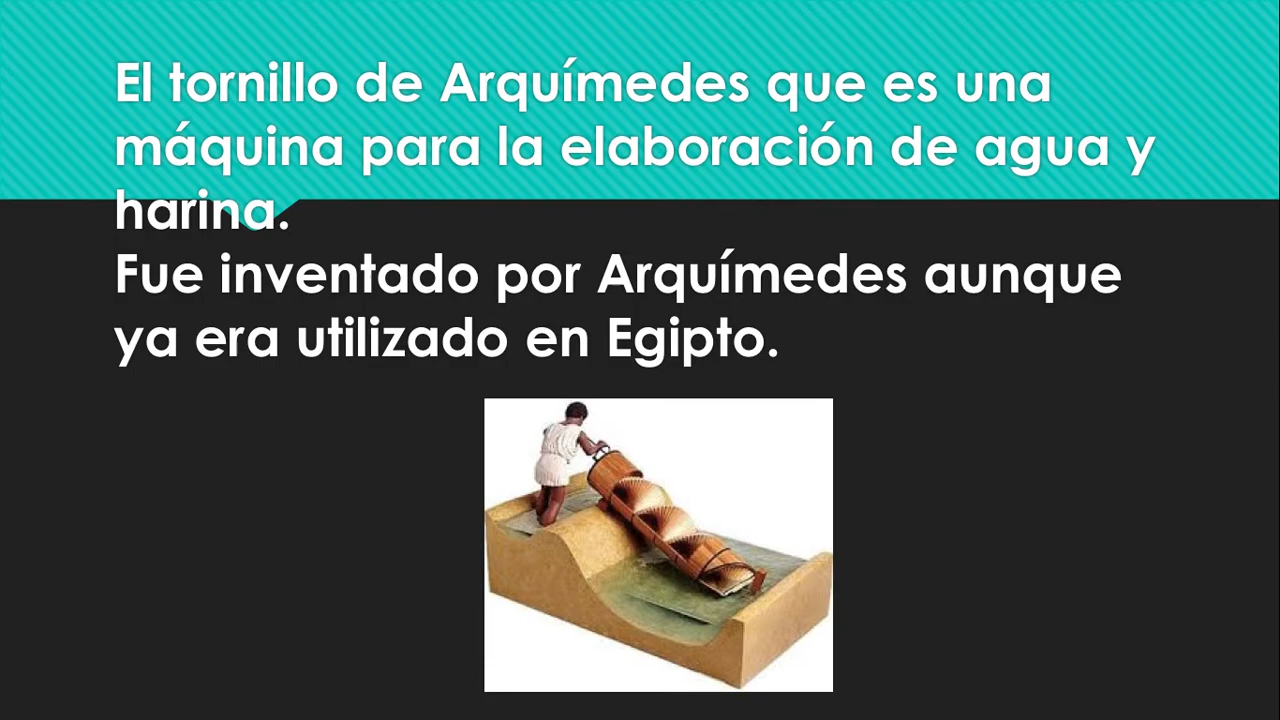 El tornillo de Arquímedes que es una
máquina para la elaboración de agua y
harina.
Fue inventado por Arquímedes aunque
ya era utilizado en Egipto.